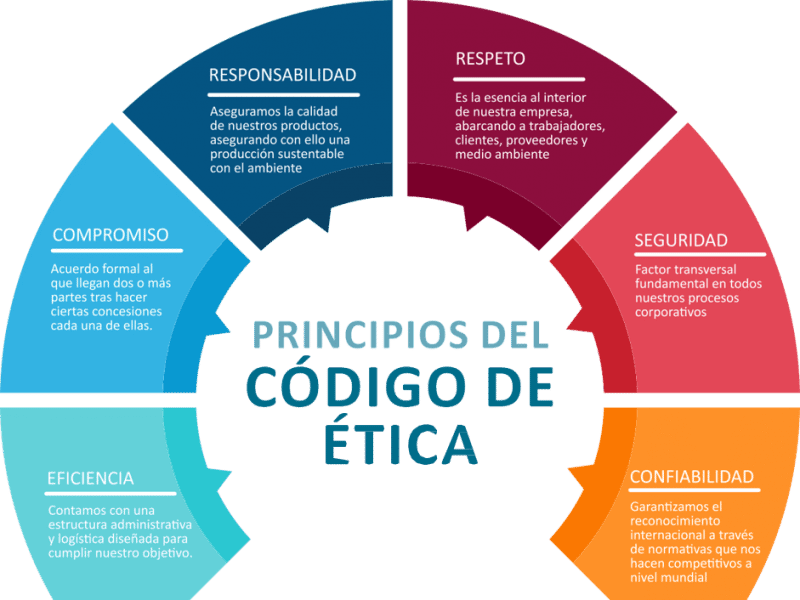 RESPONSABILIDAD
Aseguramos la calidad
de nuestros productos,
asegurando con ello una
producción sustentable
con el ambiente
RESPETO
Es la esencia al interior
de nuestra empresa,
abarcando a trabajadores,
clientes, proveedores y
medio ambiente
COMPROMISO
Acuerdo formal al
que llegan dos o más
partes tras hacer
ciertas concesiones
cada una de ellas.
SEGURIDAD
Factor transversal
fundamental en todos
nuestros procesos
corporativos
PRINCIPIOS DEL
CÓDIGO DE
ÉTICA
EFICIENCIA
Contamos con una
estructura administrativa
y logística diseñada para
cumplir nuestro objetivo.
CONFIABILIDAD
Garantizamos el
reconocimiento
internacional a través
de normativas que nos
hacen competitivos a
nivel mundial